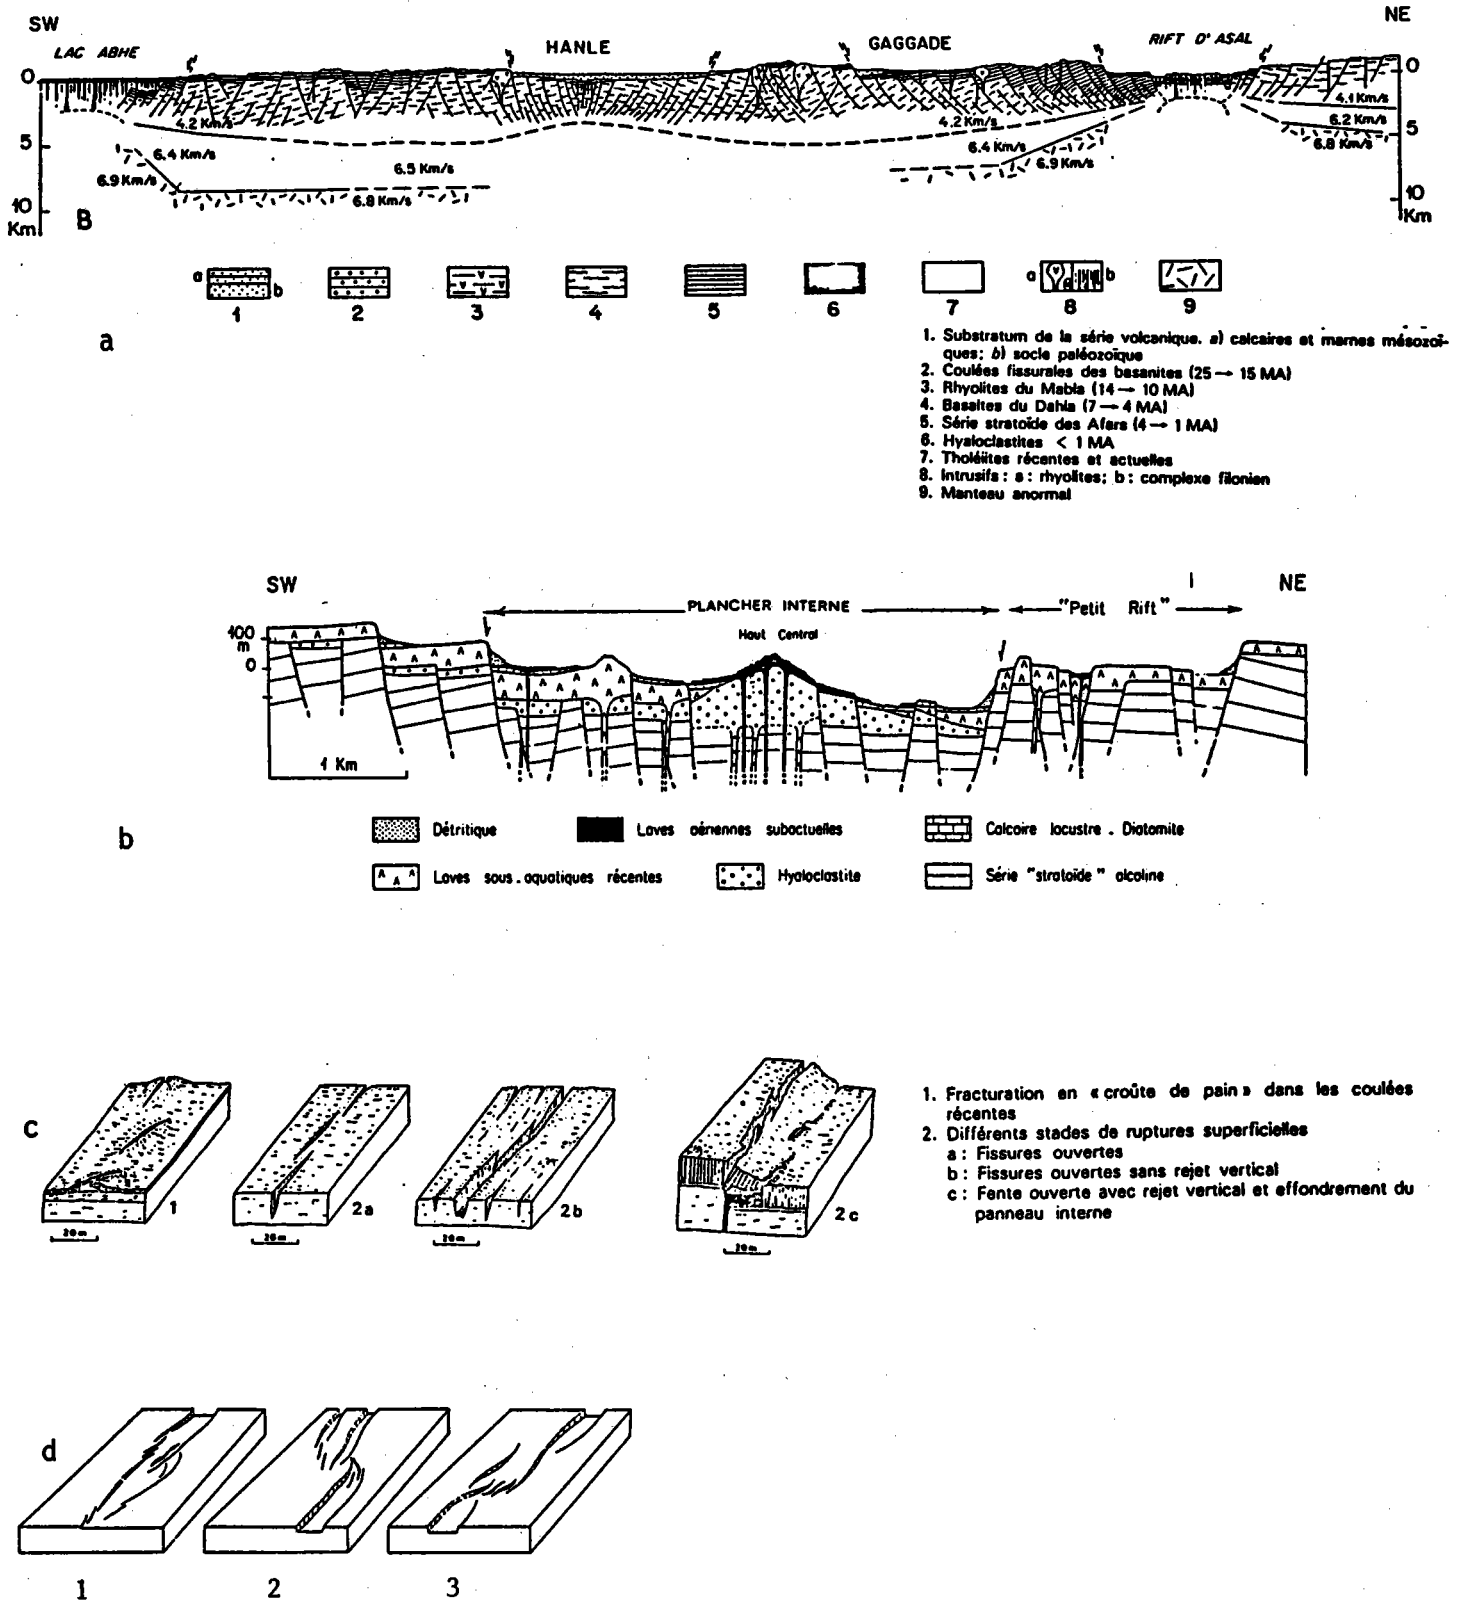 SW
NE
LAC ABHE
HANLE
GAGGADE
RIFT D'ASAL
0
0
4.2 Km/s
4.2 Km/s
4.1 Km/s
5
6.4 Km/s
6.5 Km/s
6.4 Km/s
6.2 Km/s
5
6.9 Km/s
6.9 Km/s
6.8 Km/s
6.8 Km/s
10
Km
B
10
Km
a
b
a
b
1
2
3
4
5
6
7
8
9
a
1. Substratum de la série volcanique. a) calcaires et marnes mésozoï-
ques; b) socle paléozoïque
2. Coulées fissurales des basanites (25 → 15 MA)
3. Rhyolites du Mabla (14 → 10 MA)
4. Basaltes du Dahla (7 → 4 MA)
5. Série stratoïde des Afars (4 → 1 MA)
6. Hyaloclastites < 1 MA
7. Tholéiites récentes et actuelles
8. Intrusifs : a : rhyolites; b : complexe filonien
9. Manteau anormal
SW
NE
PLANCHER INTERNE
"Petit Rift"
Haut Central
100
m
0
1 Km
b
Détritique
Laves aériennes subactuelles
Calcaire lacustre . Diatomite
Laves sous.aquatiques récentes
Hyaloclastite
Série "stratoïde" alcaline
c
1
2a
2b
2c
20m
20m
20m
20m
1. Fracturation en « croûte de pain » dans les coulées
récentes
2. Différents stades de ruptures superficielles
a : Fissures ouvertes
b : Fissures ouvertes sans rejet vertical
c : Fente ouverte avec rejet vertical et effondrement du
panneau interne
d
1
2
3